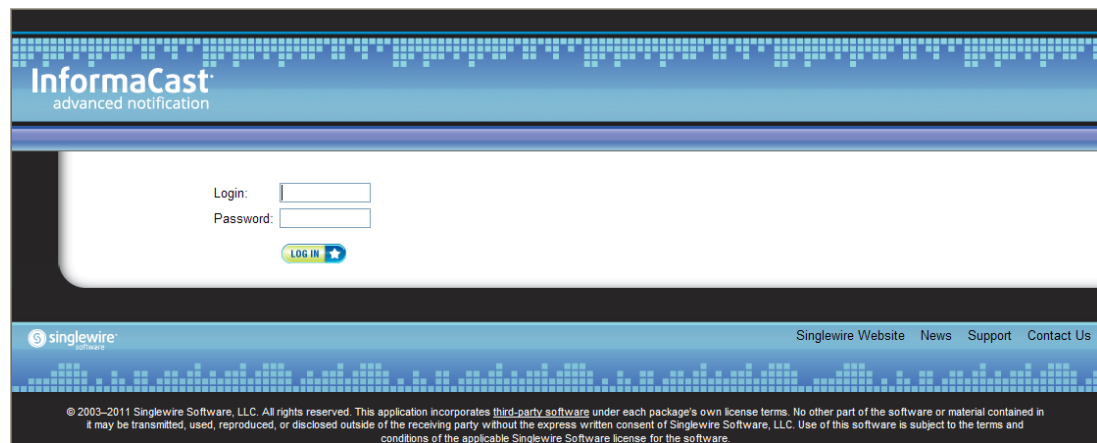 InformaCast
advanced notification
Login:
Password:
LOG IN
singlewire
software
Singlewire Website News Support Contact Us
© 2003–2011 Singlewire Software, LLC. All rights reserved. This application incorporates third-party software under each package's own license terms. No other part of the software or material contained in
it may be transmitted, used, reproduced, or disclosed outside of the receiving party without the express written consent of Singlewire Software, LLC. Use of this software is subject to the terms and
conditions of the applicable Singlewire Software license for the software.